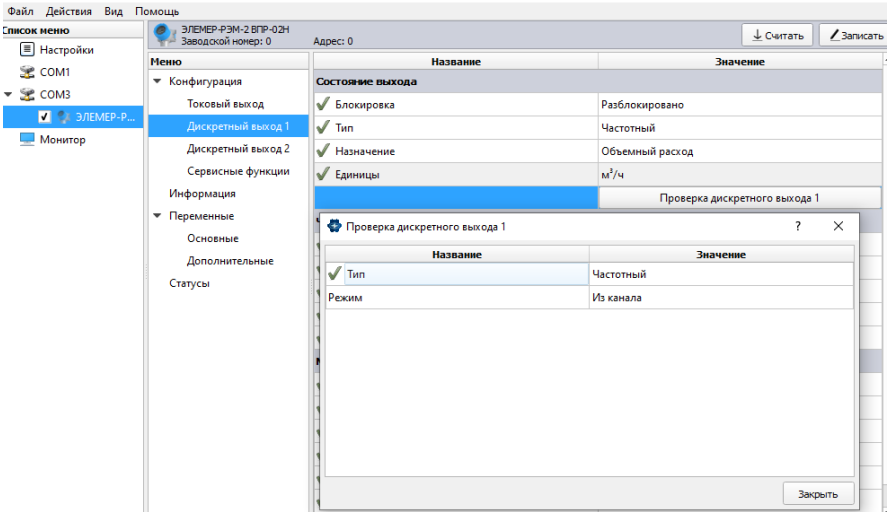 Файл Действия Вид Помощь
Список меню
Настройки
COM1
COM3
ЭЛЕМЕР-Р...
Монитор
ЭЛЕМЕР-РЭМ-2 ВПР-02Н
Заводской номер: 0 Адрес: 0
Считать
Записать
Меню
Конфигурация
Токовый выход
Дискретный выход 1
Дискретный выход 2
Сервисные функции
Информация
Переменные
Основные
Дополнительные
Статусы
Название Значение
Состояние выхода
Блокировка Разблокировано
Тип Частотный
Назначение Объемный расход
Единицы м³/ч
Проверка дискретного выхода 1
Проверка дискретного выхода 1 ?
Название Значение
Тип Частотный
Режим Из канала
Закрыть